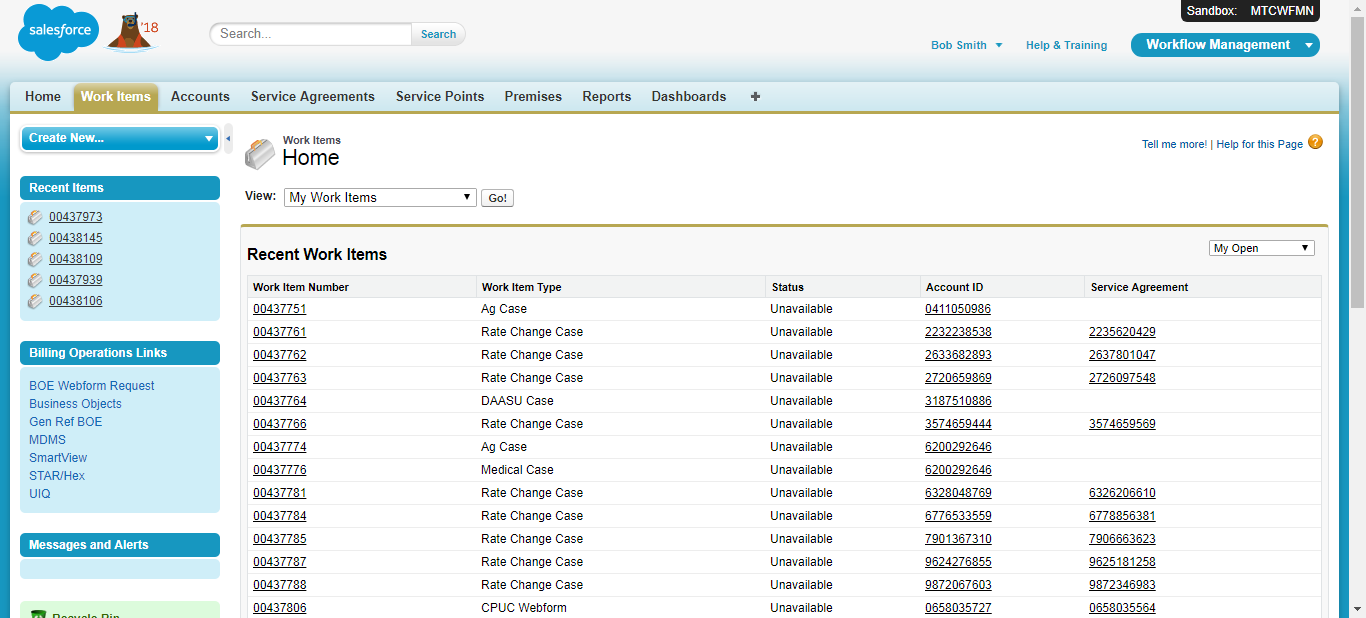 Sandbox: MTCWFMN
salesforce
'18
Search...
Search
Bob Smith
Help & Training
Workflow Management
Home Work Items Accounts Service Agreements Service Points Premises Reports Dashboards +
Create New...
Recent Items
00437973
00438145
00438109
00437939
00438106
Billing Operations Links
BOE Webform Request
Business Objects
Gen Ref BOE
MDMS
SmartView
STAR/Hex
UIQ
Messages and Alerts
Recycle Bin
Work Items
Home
Tell me more! | Help for this Page ?
View: My Work Items Go!
Recent Work Items
My Open
Work Item Number Work Item Type Status Account ID Service Agreement
00437751 Ag Case Unavailable 0411050986
00437761 Rate Change Case Unavailable 2232238538 2235620429
00437762 Rate Change Case Unavailable 2633682893 2637801047
00437763 Rate Change Case Unavailable 2720659869 2726097548
00437764 DAASU Case Unavailable 3187510886
00437766 Rate Change Case Unavailable 3574659444 3574659569
00437774 Ag Case Unavailable 6200292646
00437776 Medical Case Unavailable 6200292646
00437781 Rate Change Case Unavailable 6328048769 6326206610
00437784 Rate Change Case Unavailable 6776533559 6778856381
00437785 Rate Change Case Unavailable 7901367310 7906663623
00437787 Rate Change Case Unavailable 9624276855 9625181258
00437788 Rate Change Case Unavailable 9872067603 9872346983
00437806 CPUC Webform Unavailable 0658035727 0658035564